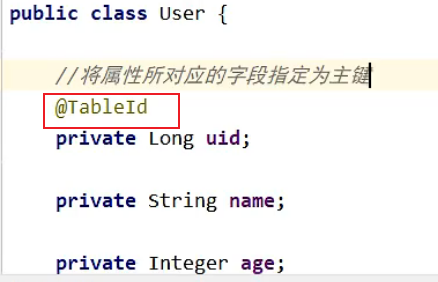 public class User {
//将属性所对应的字段指定为主键
@TableId
private Long uid;
private String name;
private Integer age;